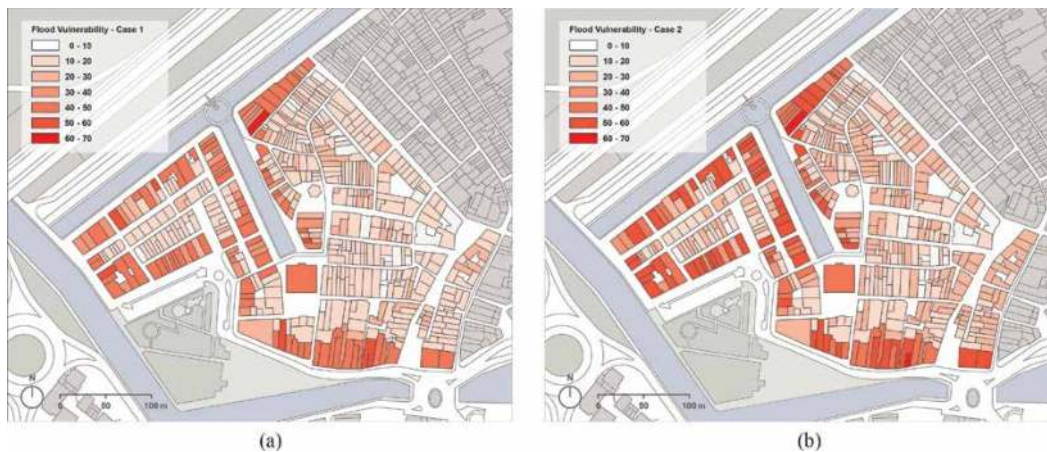 Flood Vulnerability - Case 1
0 - 10
10 - 20
20 - 30
30 - 40
40 - 50
50 - 60
60 - 70
N
0 50 100 m
(a)
Flood Vulnerability - Case 2
0 - 10
10 - 20
20 - 30
30 - 40
40 - 50
50 - 60
60 - 70
N
0 50 100 m
(b)